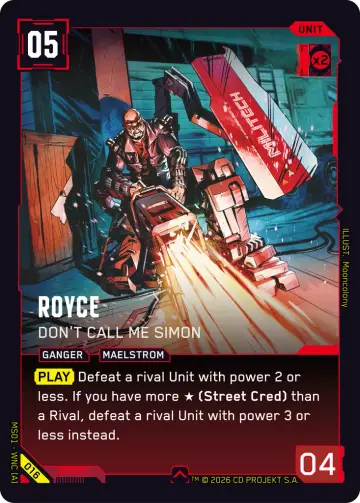 05
UNIT
x2
MILITECH
ILLUST. Mooncolony
ROYCE
DON'T CALL ME SIMON
GANGER MAELSTROM
PLAY Defeat a rival Unit with power 2 or
less. If you have more ★ (Street Cred) than
a Rival, defeat a rival Unit with power 3 or
less instead.
MS01 · WNC [A]
016
™ © 2026 CD PROJEKT S.A.
04